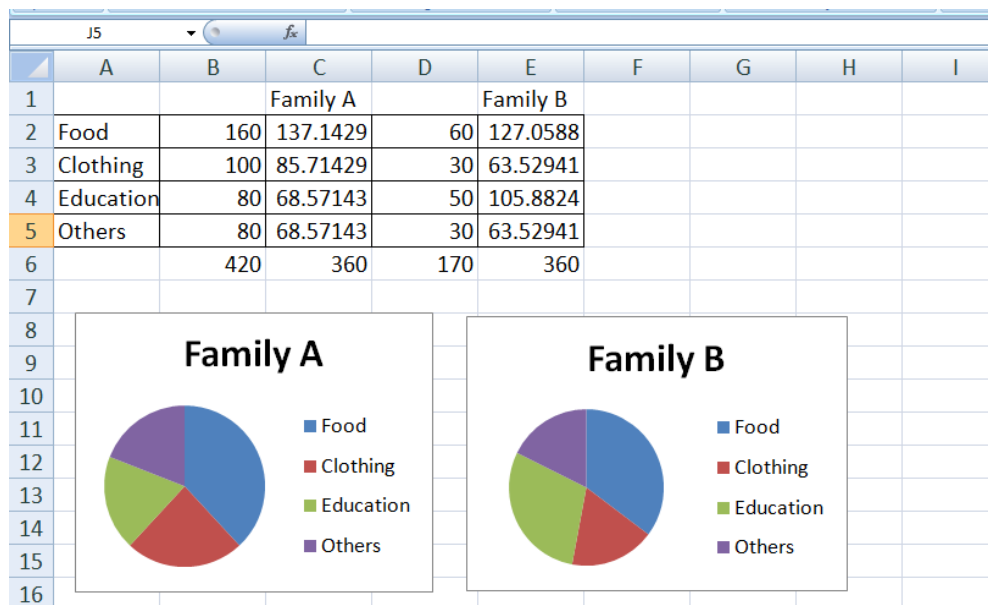 J5 fx
A B C D E F G H I
1 Family A Family B
2 Food 160 137.1429 60 127.0588
3 Clothing 100 85.71429 30 63.52941
4 Education 80 68.57143 50 105.8824
5 Others 80 68.57143 30 63.52941
6 420 360 170 360
7
8
9
10
11
12
13
14
15
16
Family A
Food
Clothing
Education
Others
Family B
Food
Clothing
Education
Others